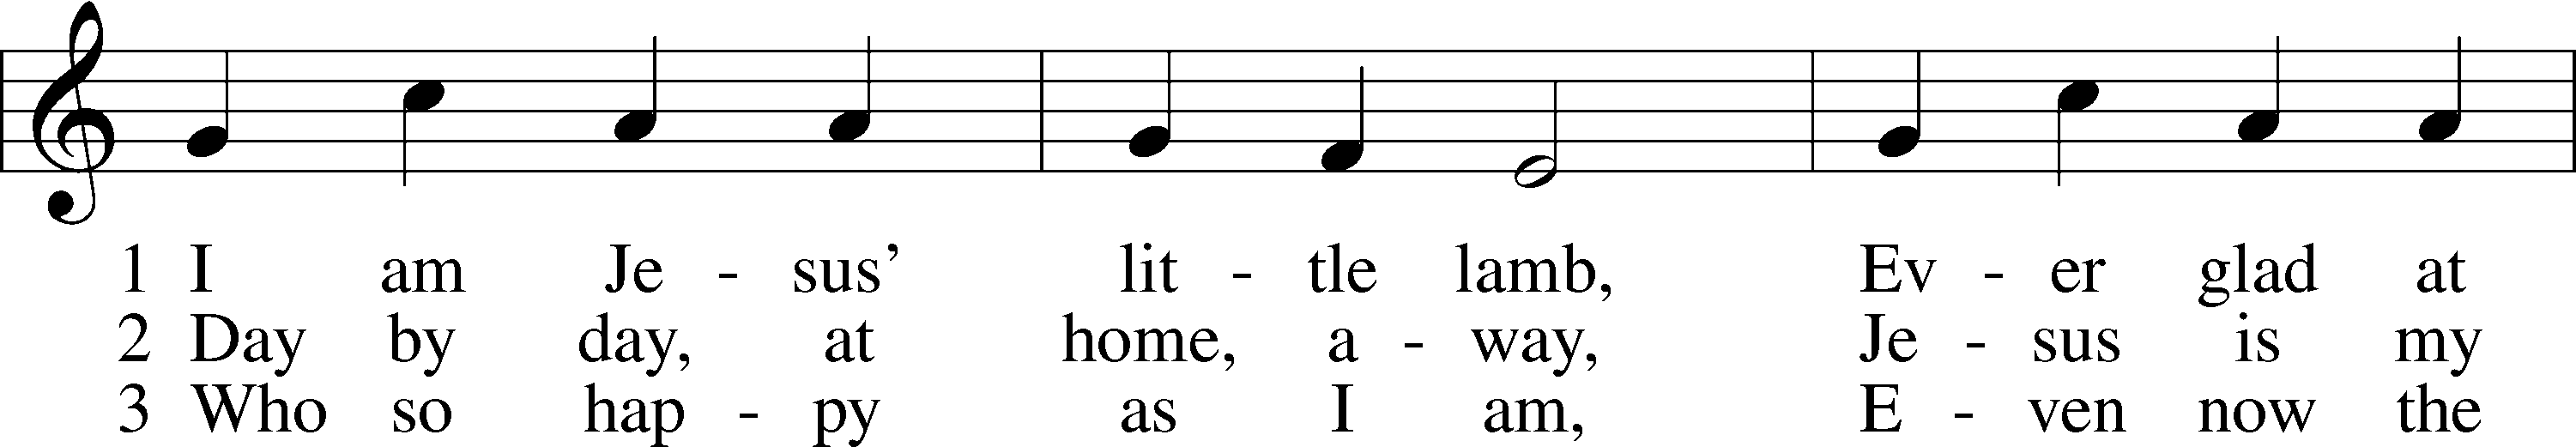 1 I am Je - sus’ lit - tle lamb, Ev - er glad at
2 Day by day, at home, a - way, Je - sus is my
3 Who so hap - py as I am, E - ven now the